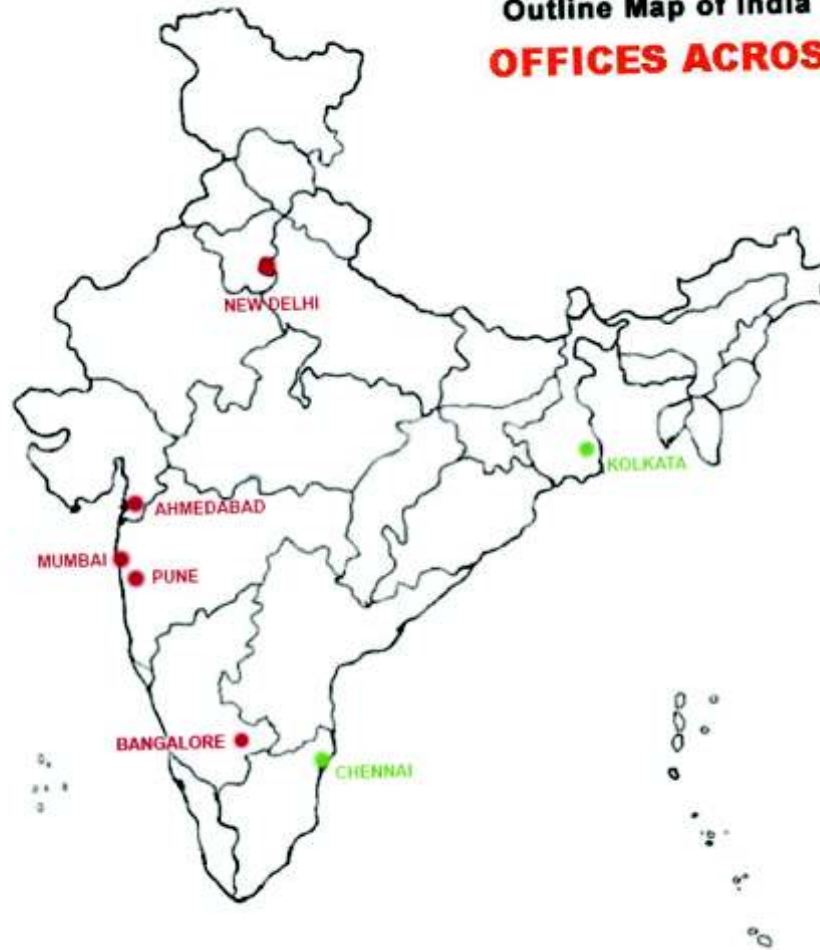 Outline Map of India
OFFICES ACROS
NEW DELHI
KOLKATA
AHMEDABAD
MUMBAI
PUNE
BANGALORE
CHENNAI